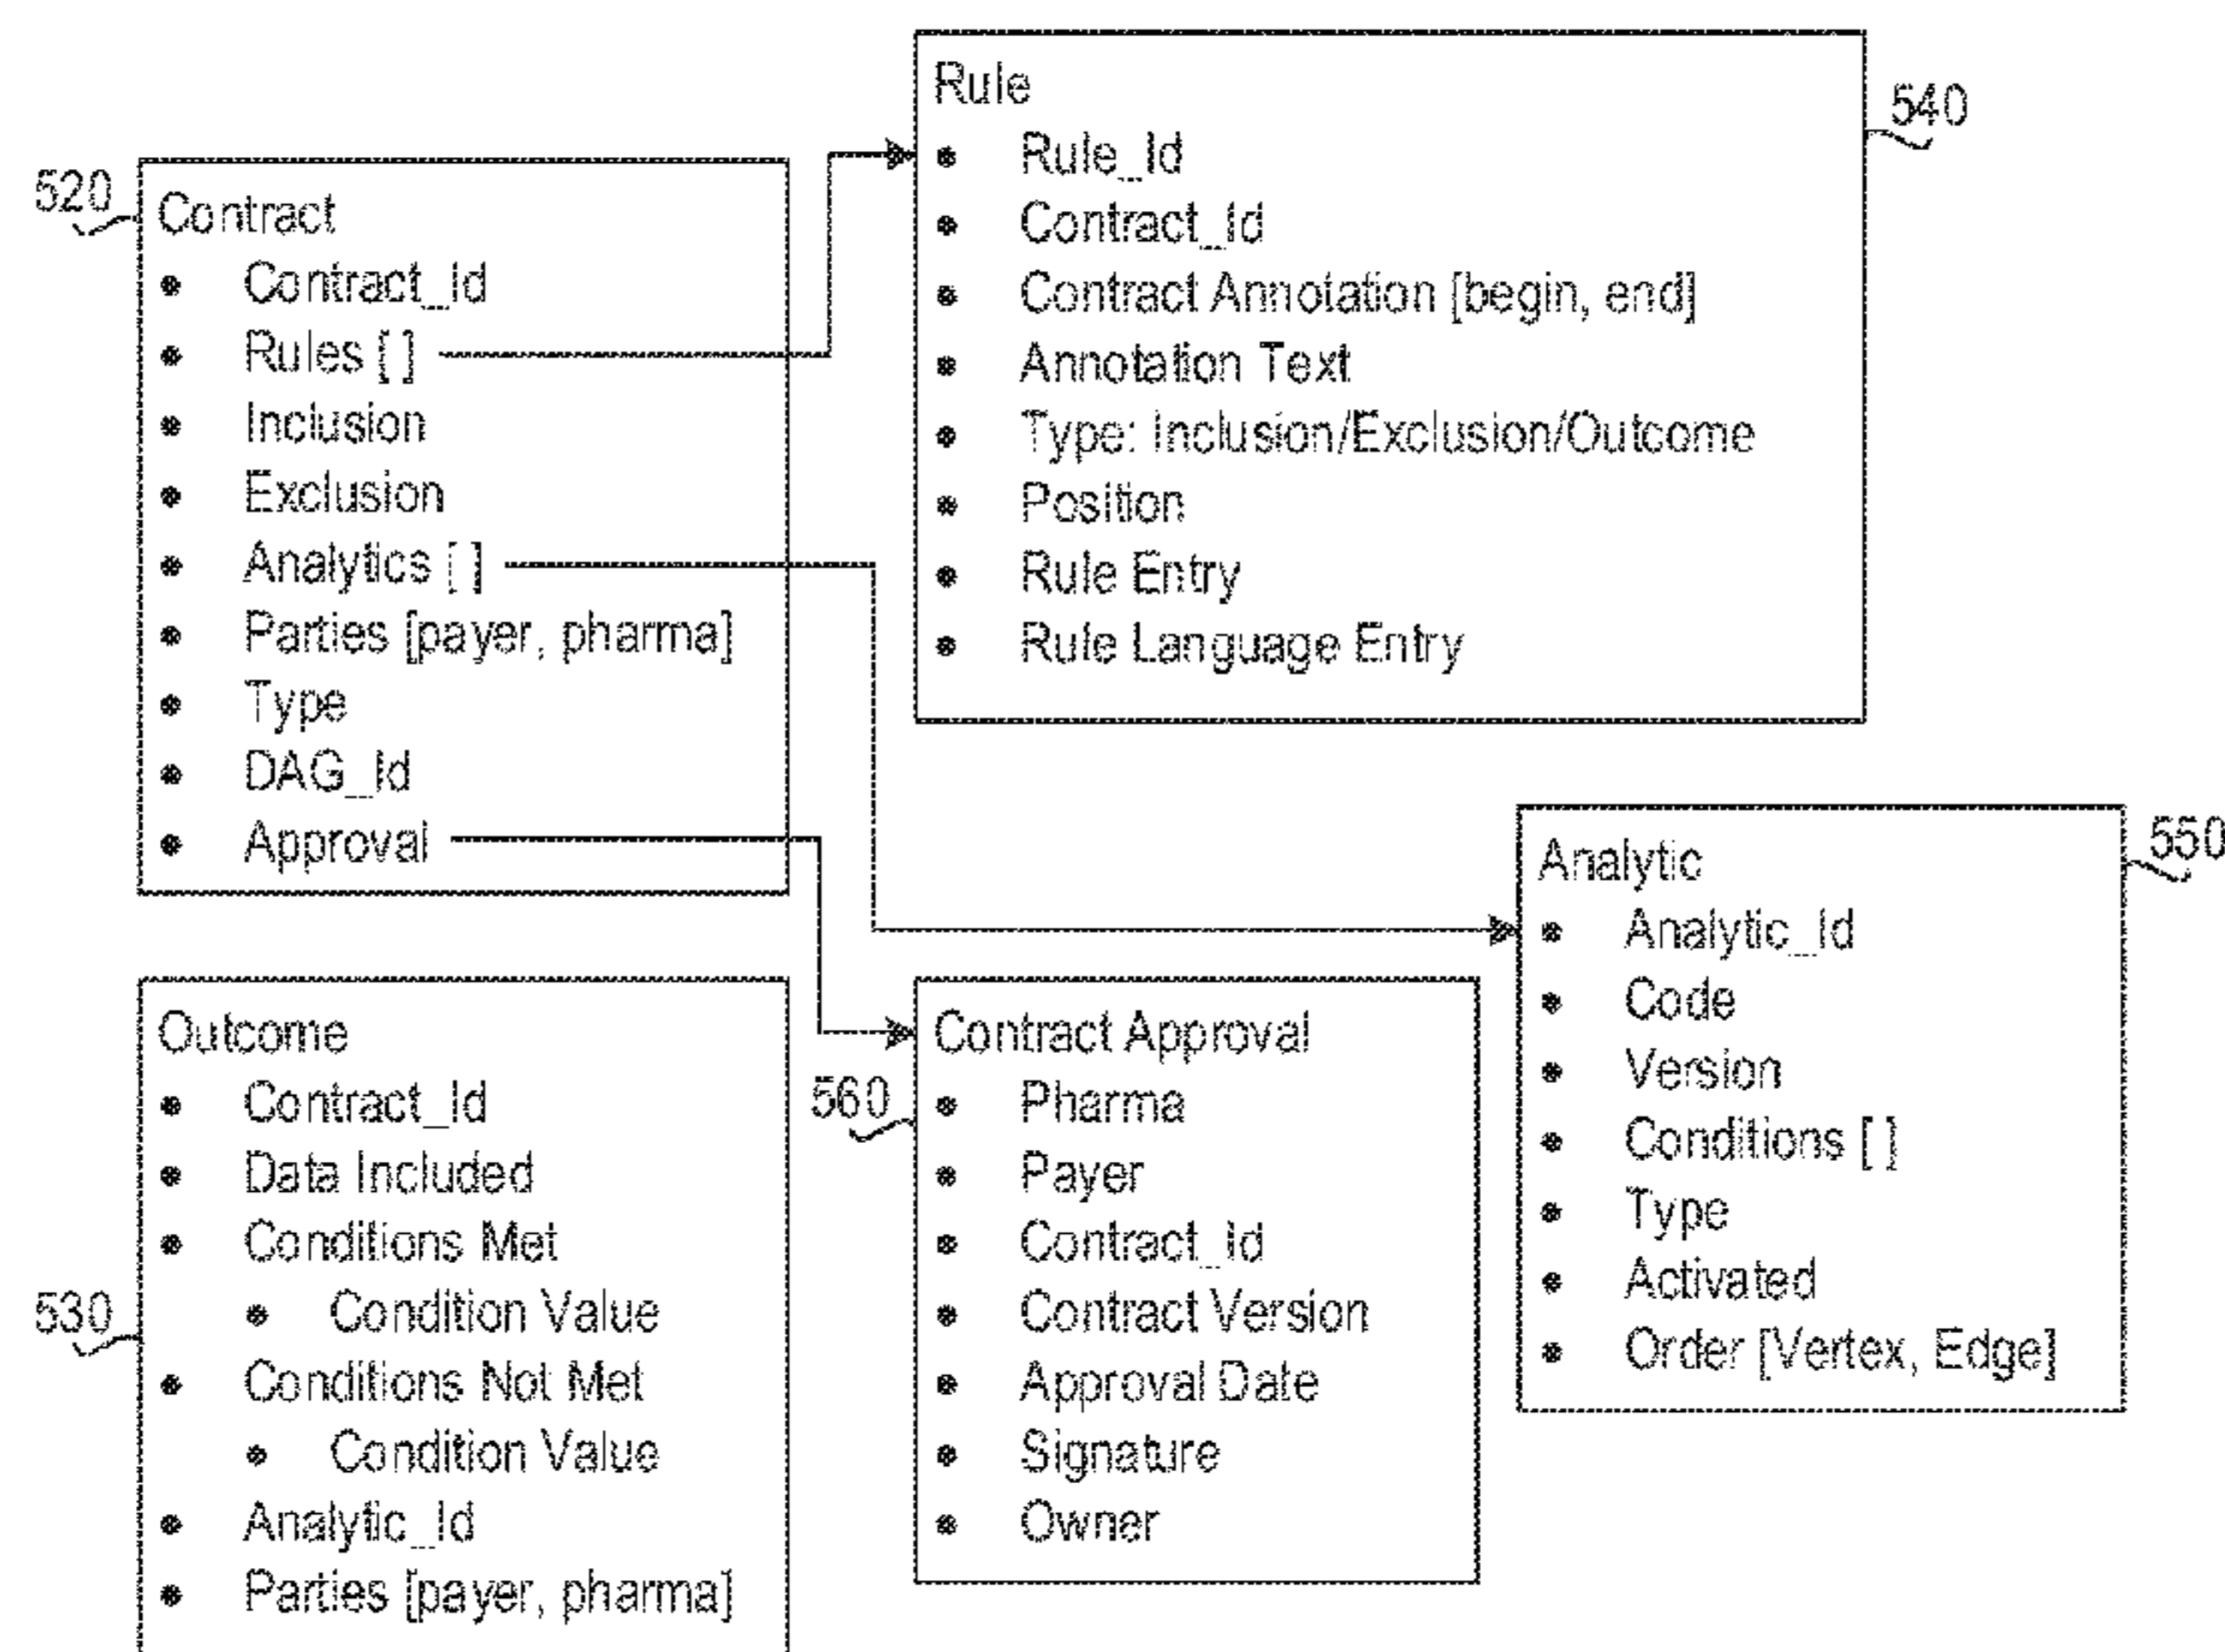 520
Contract
• Contract_Id
• Rules [ ]
• Inclusion
• Exclusion
• Analytics [ ]
• Parties [payer, pharma]
• Type
• DAG_Id
• Approval
Rule
540
• Rule_Id
• Contract_Id
• Contract Annotation [begin, end]
• Annotation Text
• Type: Inclusion/Exclusion/Outcome
• Position
• Rule Entry
• Rule Language Entry
Outcome
530
• Contract_Id
• Data Included
• Conditions Met
• Condition Value
• Conditions Not Met
• Condition Value
• Analytic_Id
• Parties [payer, pharma]
Contract Approval
560
• Pharma
• Payer
• Contract_Id
• Contract Version
• Approval Date
• Signature
• Owner
Analytic
550
• Analytic_Id
• Code
• Version
• Conditions [ ]
• Type
• Activated
• Order [Vertex, Edge]